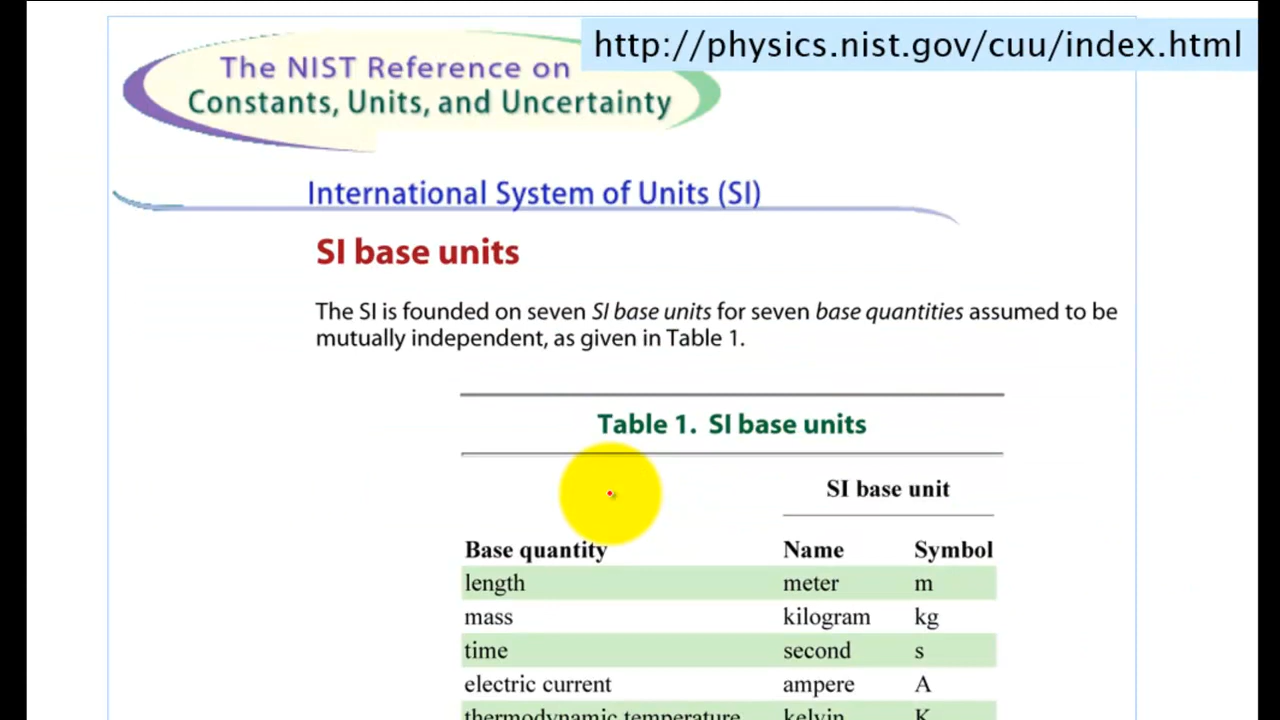 http://physics.nist.gov/cuu/index.html
The NIST Reference on
Constants, Units, and Uncertainty
International System of Units (SI)
SI base units
The SI is founded on seven SI base units for seven base quantities assumed to be
mutually independent, as given in Table 1.
Table 1. SI base units
SI base unit
Base quantity Name Symbol
length meter m
mass kilogram kg
time second s
electric current ampere A
thermodynamic temperature kelvin K